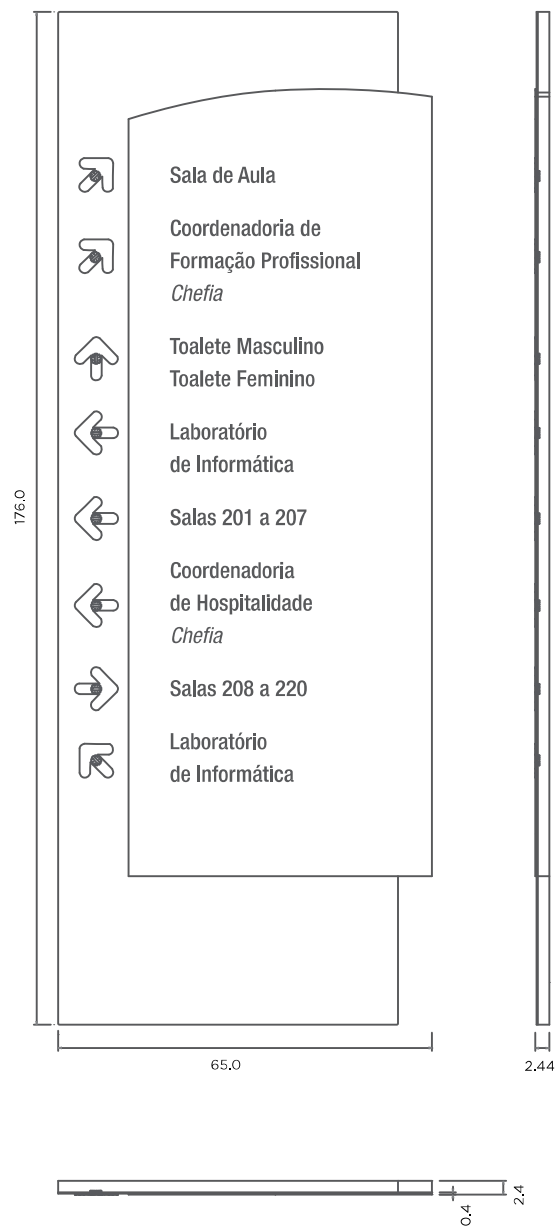 Sala de Aula
Coordenadoria de
Formação Profissional
Chefia
Toalete Masculino
Toalete Feminino
Laboratório
de Informática
Salas 201 a 207
Coordenadoria
de Hospitalidade
Chefia
Salas 208 a 220
Laboratório
de Informática
176.0
65.0
2.44
2.4
0.4